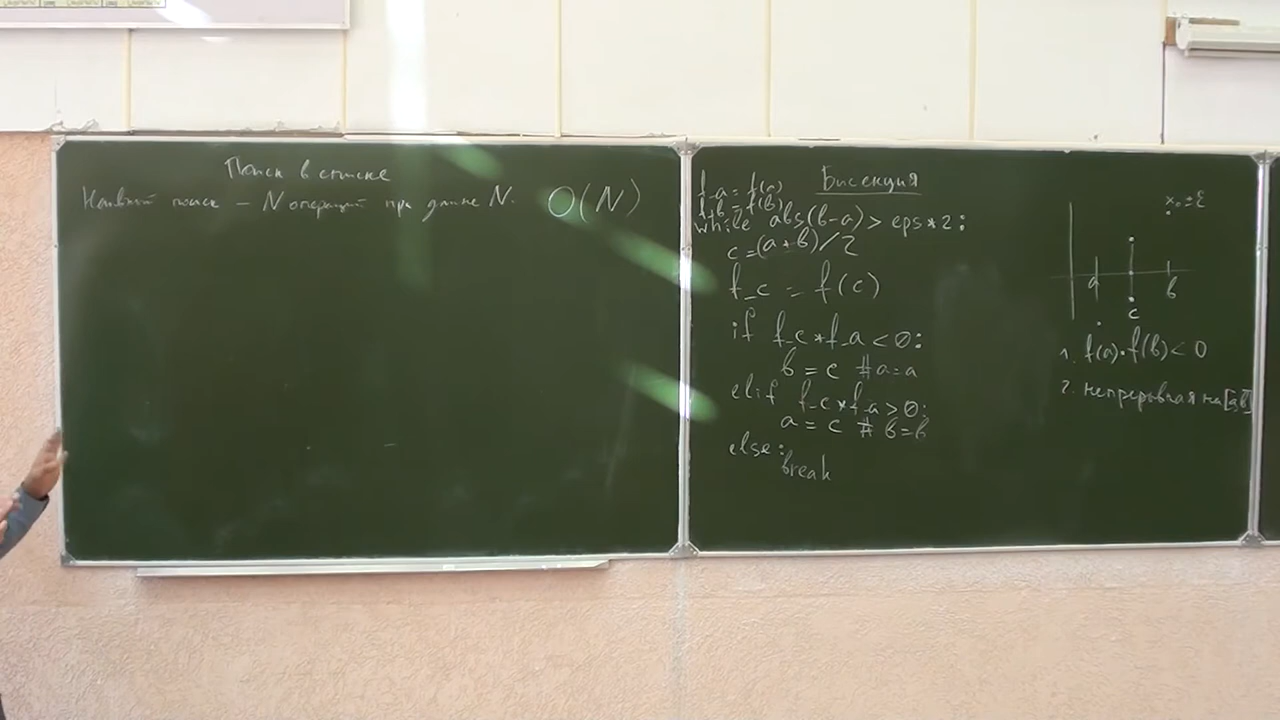 Поиск в списке
Наивный поиск – N операций при длине N. O(N)
Бисекция
f_a = f(a)
f_b = f(b)
while abs(b-a) > eps*2:
c = (a+b)/2
f_c = f(c)
if f_c*f_a < 0:
b = c #a=a
elif f_c*f_a > 0:
a = c # b=b
else:
break
x₀ ± ε
a
b
c
1. f(a)·f(b) < 0
2. непрерывная на [a,b]